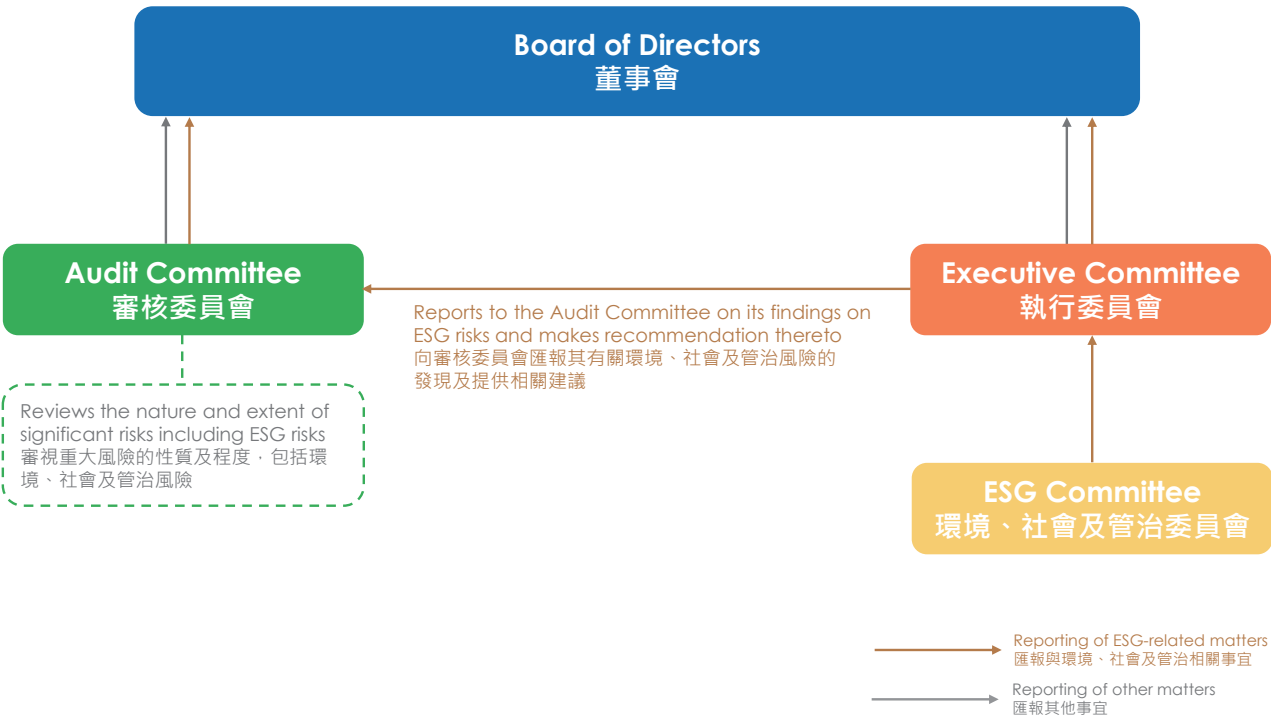 Board of Directors
董事會
Audit Committee
審核委員會
Executive Committee
執行委員會
Reports to the Audit Committee on its findings on
ESG risks and makes recommendation thereto
向審核委員會匯報其有關環境、社會及管治風險的
發現及提供相關建議
Reviews the nature and extent of
significant risks including ESG risks
審視重大風險的性質及程度，包括環
境、社會及管治風險
ESG Committee
環境、社會及管治委員會
Reporting of ESG-related matters
匯報與環境、社會及管治相關事宜
Reporting of other matters
匯報其他事宜